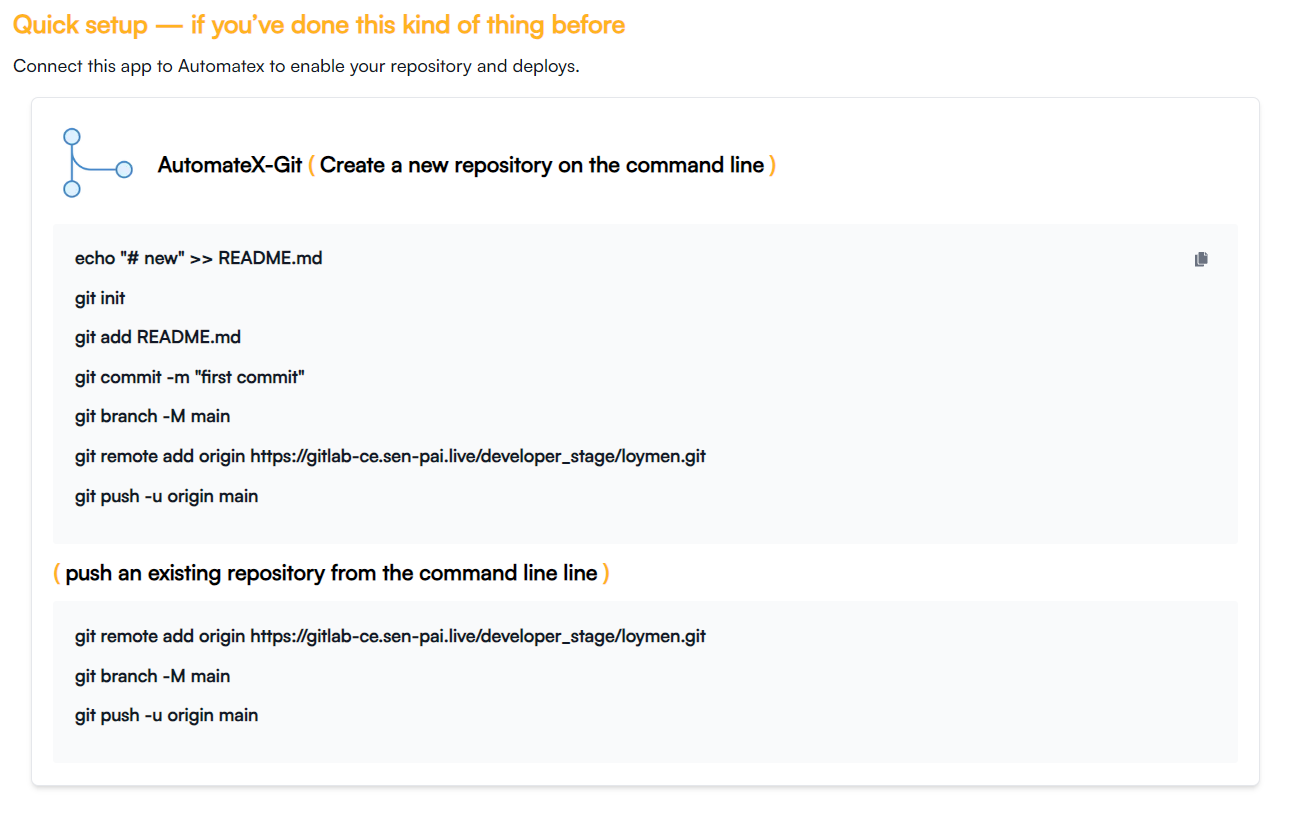 Quick setup — if you’ve done this kind of thing before
Connect this app to Automatex to enable your repository and deploys.
AutomateX-Git ( Create a new repository on the command line )
echo "# new" >> README.md
git init
git add README.md
git commit -m "first commit"
git branch -M main
git remote add origin https://gitlab-ce.sen-pai.live/developer_stage/loymen.git
git push -u origin main
( push an existing repository from the command line line )
git remote add origin https://gitlab-ce.sen-pai.live/developer_stage/loymen.git
git branch -M main
git push -u origin main